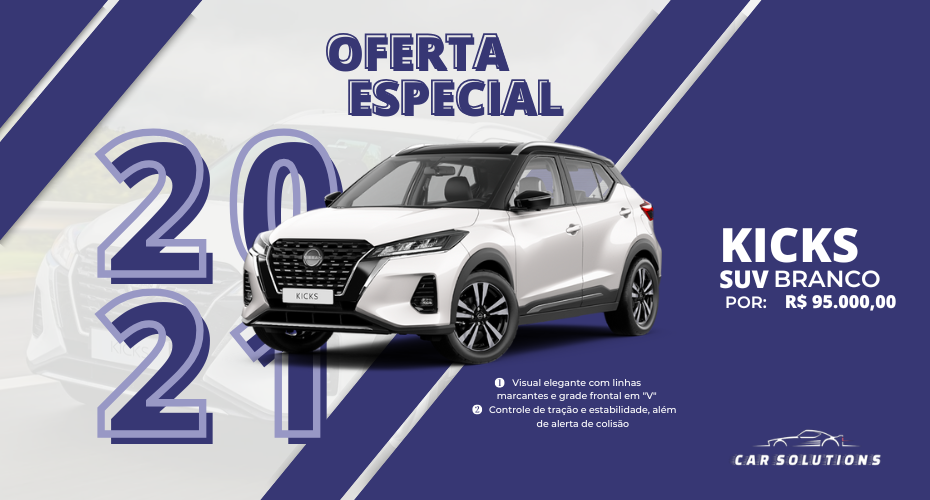 OFERTA
ESPECIAL
20
21
KICKS
KICKS
SUV BRANCO
POR: R$ 95.000,00
1 Visual elegante com linhas
marcantes e grade frontal em "V"
2 Controle de tração e estabilidade, além
de alerta de colisão
CAR SOLUTIONS